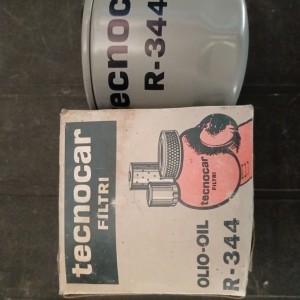 tecnocar
R-344
tecnocar
FILTRI
tecnocar
FILTRI
OLIO-OIL
R-344